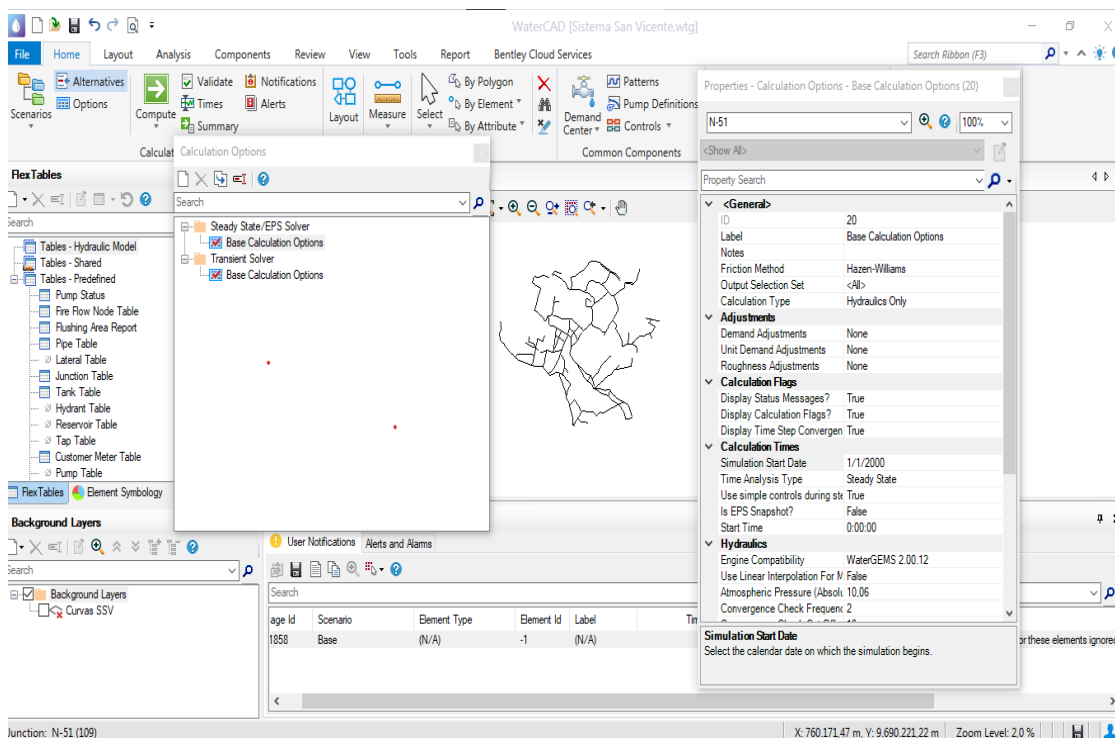 WaterCAD [Sistema San Vicente.wtg]
File Home Layout Analysis Components Review View Tools Report Bentley Cloud Services Search Ribbon (F3)
Scenarios
Alternatives
Options
Compute
Validate
Times
Summary
Notifications
Alerts
Layout
Measure
Select
By Polygon
By Element
By Attribute
Demand
Center
Patterns
Pump Definitions
Controls
Calculat
Common Components
FlexTables
Search
Tables - Hydraulic Model
Tables - Shared
Tables - Predefined
Pump Status
Fire Flow Node Table
Flushing Area Report
Pipe Table
Lateral Table
Junction Table
Tank Table
Hydrant Table
Reservoir Table
Tap Table
Customer Meter Table
Pump Table
FlexTables Element Symbology
Background Layers
Search
Background Layers
Curvas SSV
Calculation Options
Search
Steady State/EPS Solver
Base Calculation Options
Transient Solver
Base Calculation Options
User Notifications Alerts and Alarms
Search
age Id Scenario Element Type Element Id Label Tim
1858 Base (N/A) -1 (N/A) or these elements ignored
Properties - Calculation Options - Base Calculation Options (20)
N-51 100%
<Show All>
Property Search
<General>
ID 20
Label Base Calculation Options
Notes
Friction Method Hazen-Williams
Output Selection Set <All>
Calculation Type Hydraulics Only
Adjustments
Demand Adjustments None
Unit Demand Adjustments None
Roughness Adjustments None
Calculation Flags
Display Status Messages? True
Display Calculation Flags? True
Display Time Step Convergen True
Calculation Times
Simulation Start Date 1/1/2000
Time Analysis Type Steady State
Use simple controls during ste True
Is EPS Snapshot? False
Start Time 0:00:00
Hydraulics
Engine Compatibility WaterGEMS 2.00.12
Use Linear Interpolation For M False
Atmospheric Pressure (Absolu 10,06
Convergence Check Frequenc 2
Simulation Start Date
Select the calendar date on which the simulation begins.
Junction: N-51 (109) X: 760.171,47 m, Y: 9.690.221,22 m Zoom Level: 2,0 %